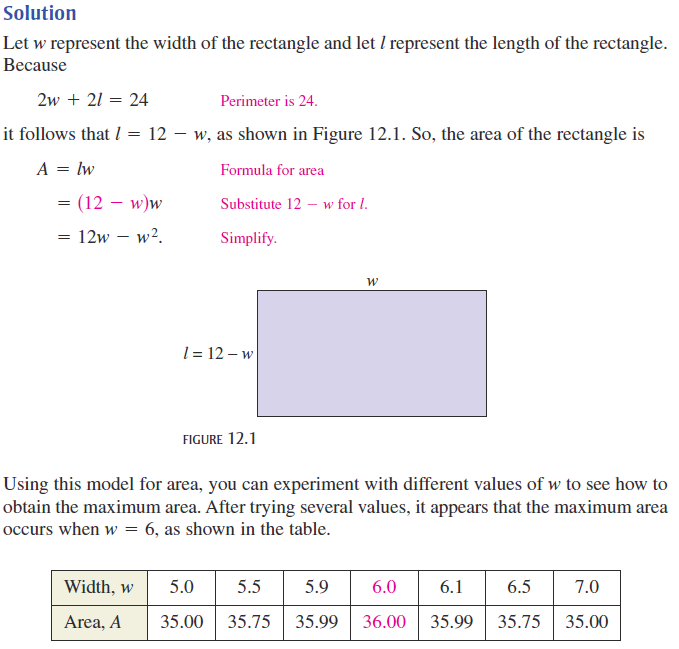 Solution
Let w represent the width of the rectangle and let l represent the length of the rectangle.
Because
2w + 2l = 24 Perimeter is 24.
it follows that l = 12 − w, as shown in Figure 12.1. So, the area of the rectangle is
A = lw Formula for area
= (12 − w)w Substitute 12 − w for l.
= 12w − w². Simplify.
w
l = 12 – w
FIGURE 12.1
Using this model for area, you can experiment with different values of w to see how to
obtain the maximum area. After trying several values, it appears that the maximum area
occurs when w = 6, as shown in the table.
Width, w 5.0 5.5 5.9 6.0 6.1 6.5 7.0
Area, A 35.00 35.75 35.99 36.00 35.99 35.75 35.00